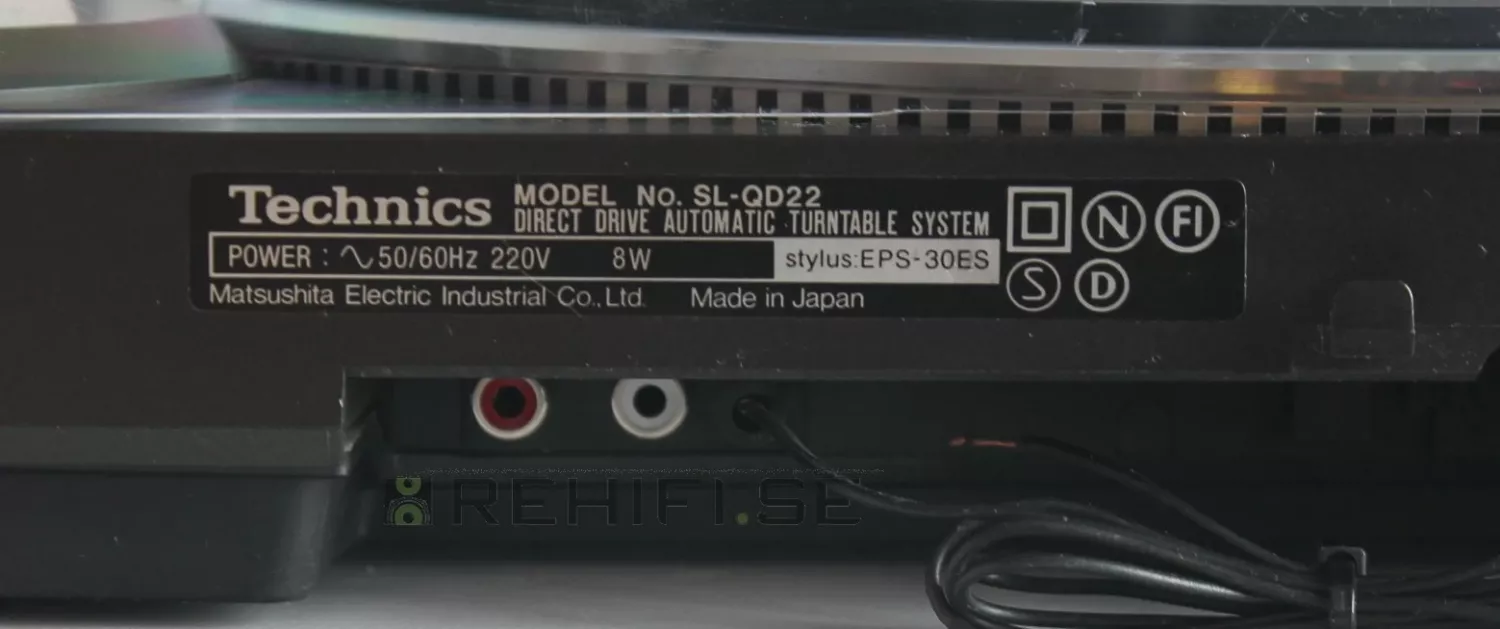 Technics MODEL No. SL-QD22
DIRECT DRIVE AUTOMATIC TURNTABLE SYSTEM
POWER : ∿ 50/60Hz 220V 8W stylus:EPS-30ES
Matsushita Electric Industrial Co., Ltd. Made in Japan
N FI
S D
REHIFI.SE